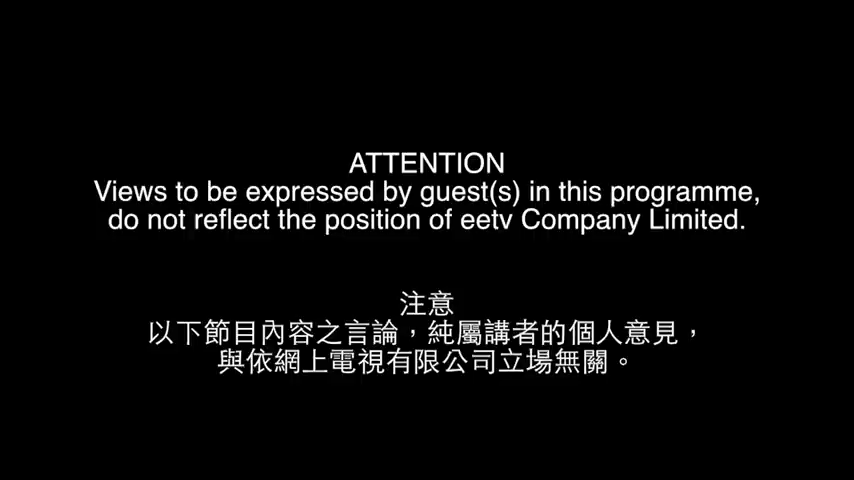 ATTENTION
Views to be expressed by guest(s) in this programme,
do not reflect the position of eetv Company Limited.
注意
以下節目內容之言論，純屬講者的個人意見，
與依網上電視有限公司立場無關。